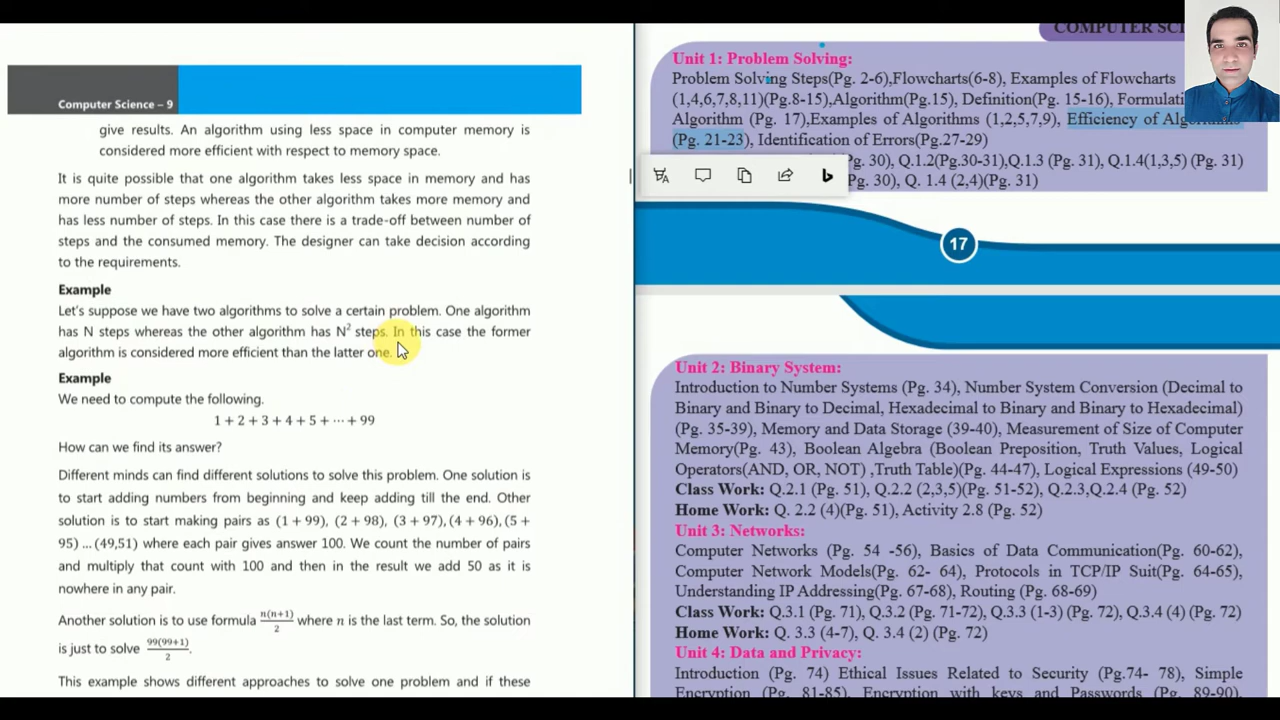 Computer Science – 9
give results. An algorithm using less space in computer memory is
considered more efficient with respect to memory space.
It is quite possible that one algorithm takes less space in memory and has
more number of steps whereas the other algorithm takes more memory and
has less number of steps. In this case there is a trade-off between number of
steps and the consumed memory. The designer can take decision according
to the requirements.
Example
Let's suppose we have two algorithms to solve a certain problem. One algorithm
has N steps whereas the other algorithm has N² steps. In this case the former
algorithm is considered more efficient than the latter one.
Example
We need to compute the following.
1 + 2 + 3 + 4 + 5 + ⋯ + 99
How can we find its answer?
Different minds can find different solutions to solve this problem. One solution is
to start adding numbers from beginning and keep adding till the end. Other
solution is to start making pairs as (1 + 99), (2 + 98), (3 + 97), (4 + 96), (5 +
95) ... (49,51) where each pair gives answer 100. We count the number of pairs
and multiply that count with 100 and then in the result we add 50 as it is
nowhere in any pair.
Another solution is to use formula n(n+1)/2 where n is the last term. So, the solution
is just to solve 99(99+1)/2.
This example shows different approaches to solve one problem and if these
COMPUTER
Unit 1: Problem Solving:
Problem Solving Steps(Pg. 2-6),Flowcharts(6-8), Examples of Flowcharts
(1,4,6,7,8,11)(Pg.8-15),Algorithm(Pg.15), Definition(Pg. 15-16),
Algorithm (Pg. 17),Examples of Algorithms (1,2,5,7,9), Efficiency of Algorithms
(Pg. 21-23), Identification of Errors(Pg.27-29)
(Pg. 30), Q.1.2(Pg.30-31),Q.1.3 (Pg. 31), Q.1.4(1,3,5) (Pg. 31)
(Pg. 30), Q. 1.4 (2,4)(Pg. 31)
17
Unit 2: Binary System:
Introduction to Number Systems (Pg. 34), Number System Conversion (Decimal to
Binary and Binary to Decimal, Hexadecimal to Binary and Binary to Hexadecimal)
(Pg. 35-39), Memory and Data Storage (39-40), Measurement of Size of Computer
Memory(Pg. 43), Boolean Algebra (Boolean Preposition, Truth Values, Logical
Operators(AND, OR, NOT) ,Truth Table)(Pg. 44-47), Logical Expressions (49-50)
Class Work: Q.2.1 (Pg. 51), Q.2.2 (2,3,5)(Pg. 51-52), Q.2.3,Q.2.4 (Pg. 52)
Home Work: Q. 2.2 (4)(Pg. 51), Activity 2.8 (Pg. 52)
Unit 3: Networks:
Computer Networks (Pg. 54 -56), Basics of Data Communication(Pg. 60-62),
Computer Network Models(Pg. 62- 64), Protocols in TCP/IP Suit(Pg. 64-65),
Understanding IP Addressing(Pg. 67-68), Routing (Pg. 68-69)
Class Work: Q.3.1 (Pg. 71), Q.3.2 (Pg. 71-72), Q.3.3 (1-3) (Pg. 72), Q.3.4 (4) (Pg. 72)
Home Work: Q. 3.3 (4-7), Q. 3.4 (2) (Pg. 72)
Unit 4: Data and Privacy:
Introduction (Pg. 74) Ethical Issues Related to Security (Pg.74- 78), Simple
Encryption (Pg. 81-85), Encryption with keys and Passwords (Pg. 89-90),